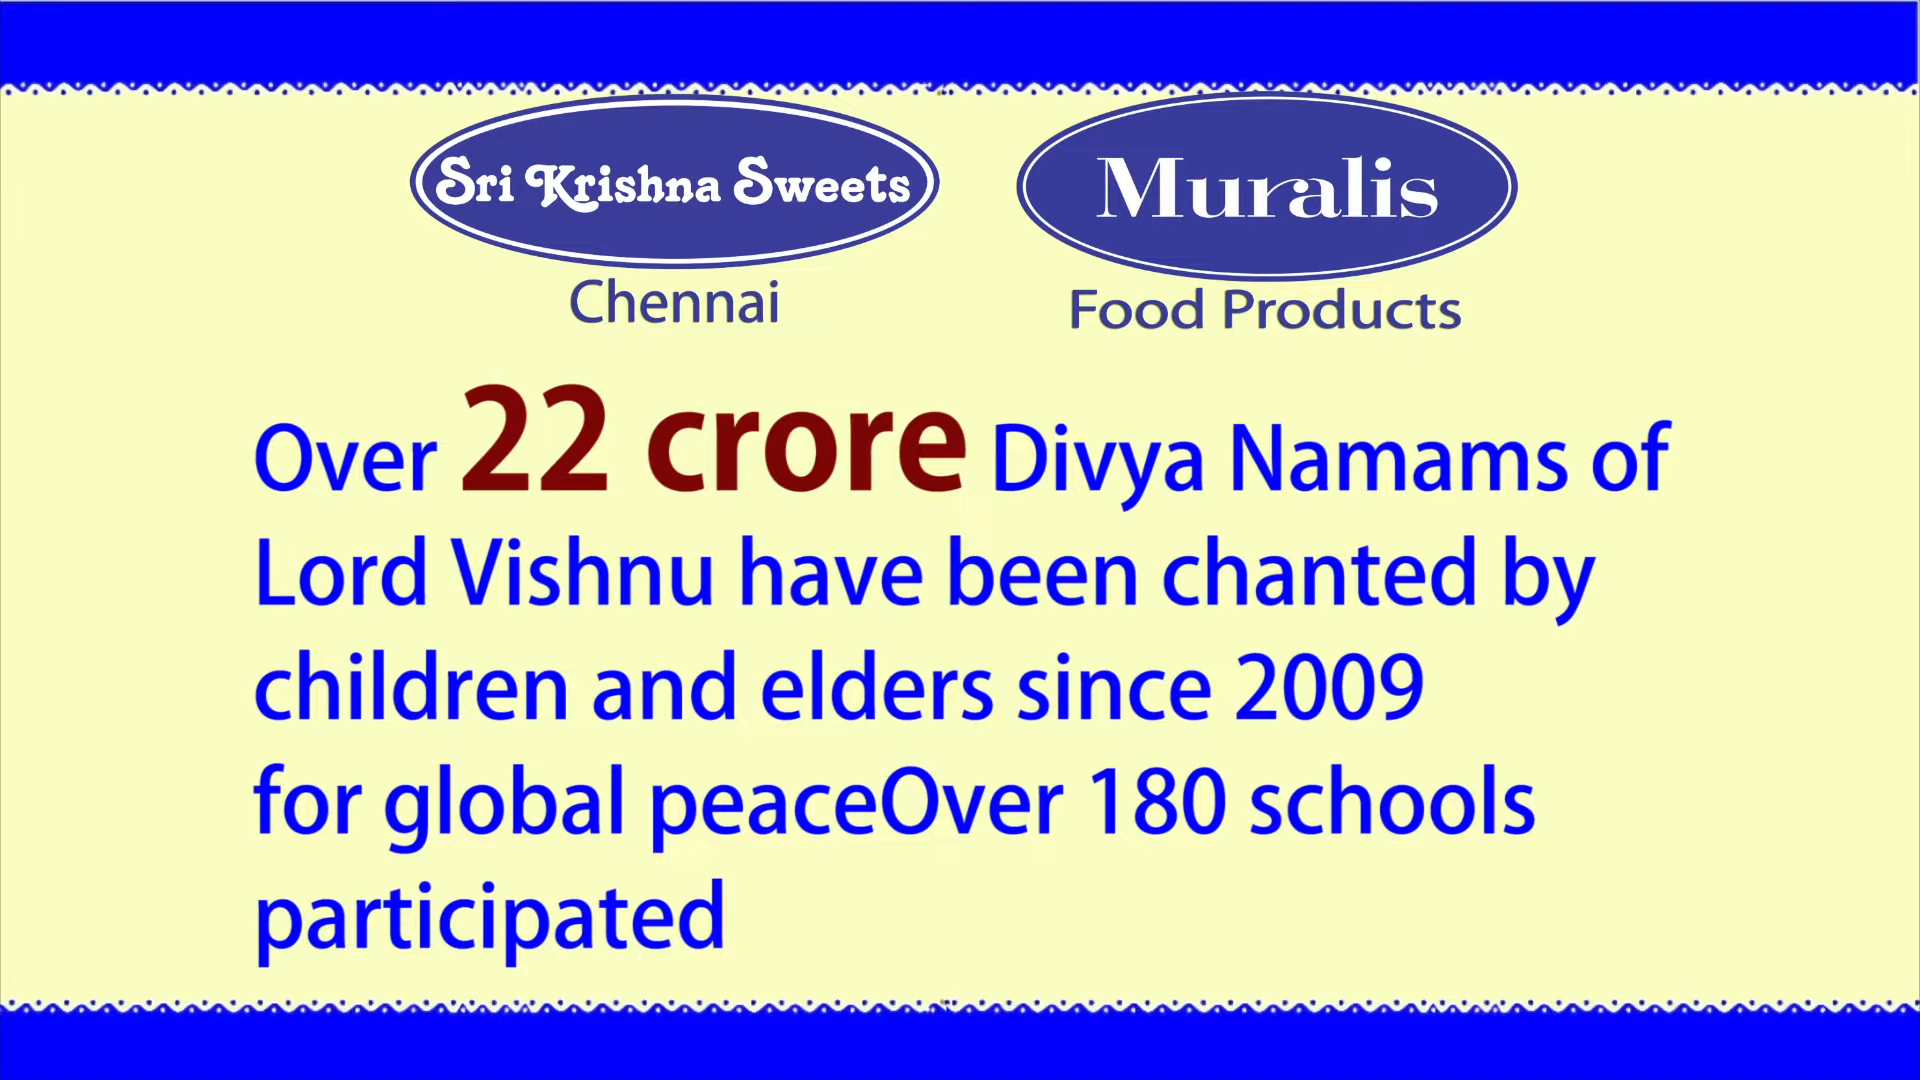 Sri Krishna Sweets
Chennai
Muralis
Food Products
Over 22 crore Divya Namams of
Lord Vishnu have been chanted by
children and elders since 2009
for global peaceOver 180 schools
participated